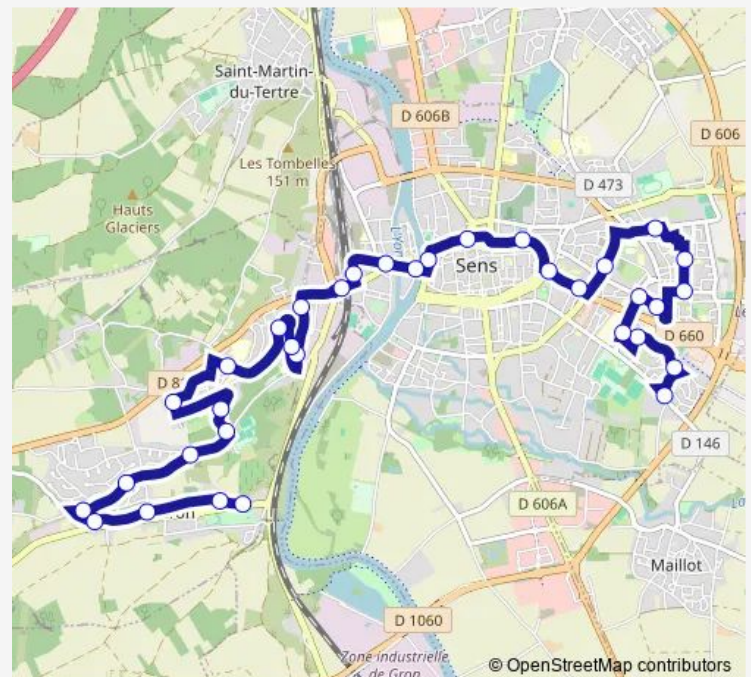 Saint-Martin-
du-Tertre
D 606B
D 606
Les Tombelles
151 m
D 473
Hauts
Glaciers
L'Yonne
Sens
D 660
D 146
D 606A
Maillot
D 1060
Zone industrielle
de Gron
© OpenStreetMap contributors